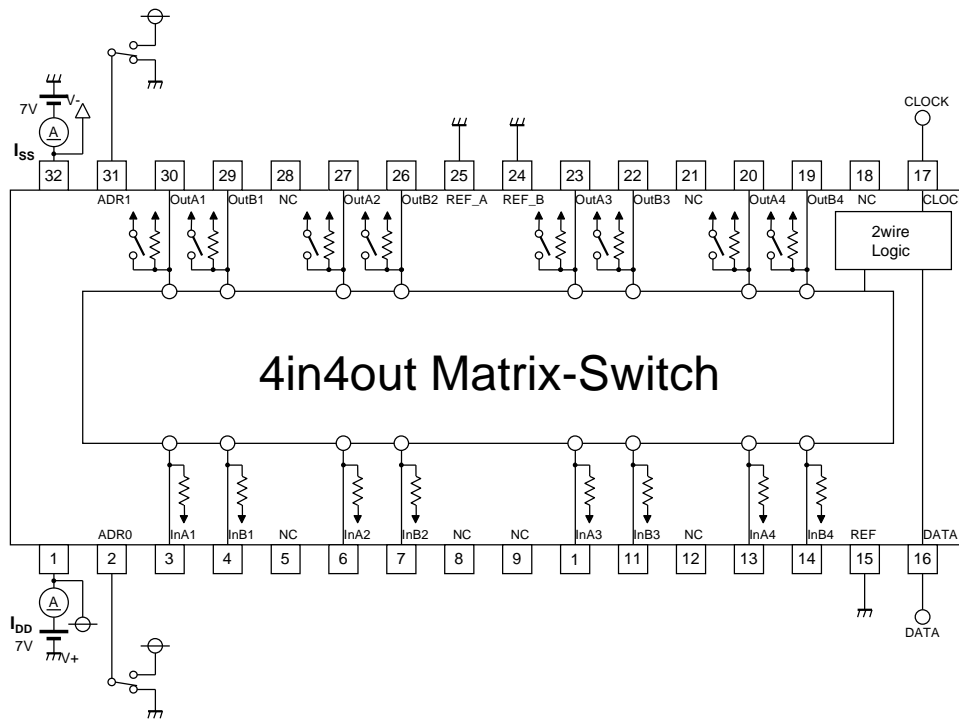 7V
V-
A
CLOCK
ISS
32 31 30 29 28 27 26 25 24 23 22 21 20 19 18 17
ADR1 OutA1 OutB1 NC OutA2 OutB2 REF_A REF_B OutA3 OutB3 NC OutA4 OutB4 NC CLOC
2wire
Logic
4in4out Matrix-Switch
ADR0 InA1 InB1 NC InA2 InB2 NC NC InA3 InB3 NC InA4 InB4 REF DATA
1 2 3 4 5 6 7 8 9 1 11 12 13 14 15 16
A
IDD
7V
V+
DATA